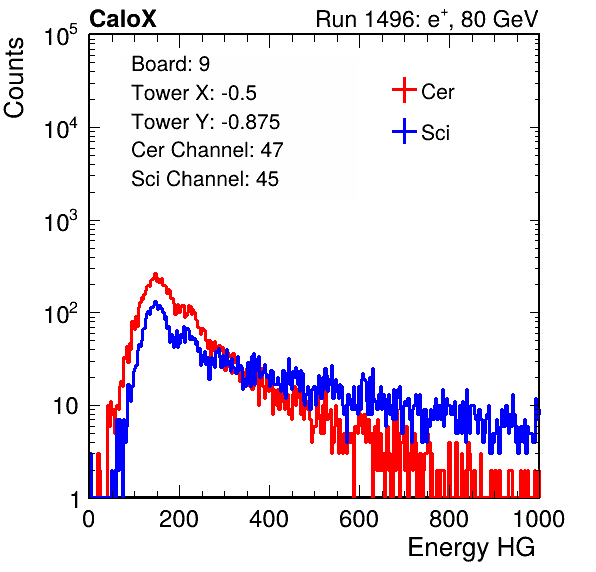 CaloX Run 1496: e⁺, 80 GeV
Counts
10⁵
10⁴
10³
10²
10
1
Board: 9
Tower X: -0.5
Tower Y: -0.875
Cer Channel: 47
Sci Channel: 45
Cer
Sci
0 200 400 600 800 1000
Energy HG